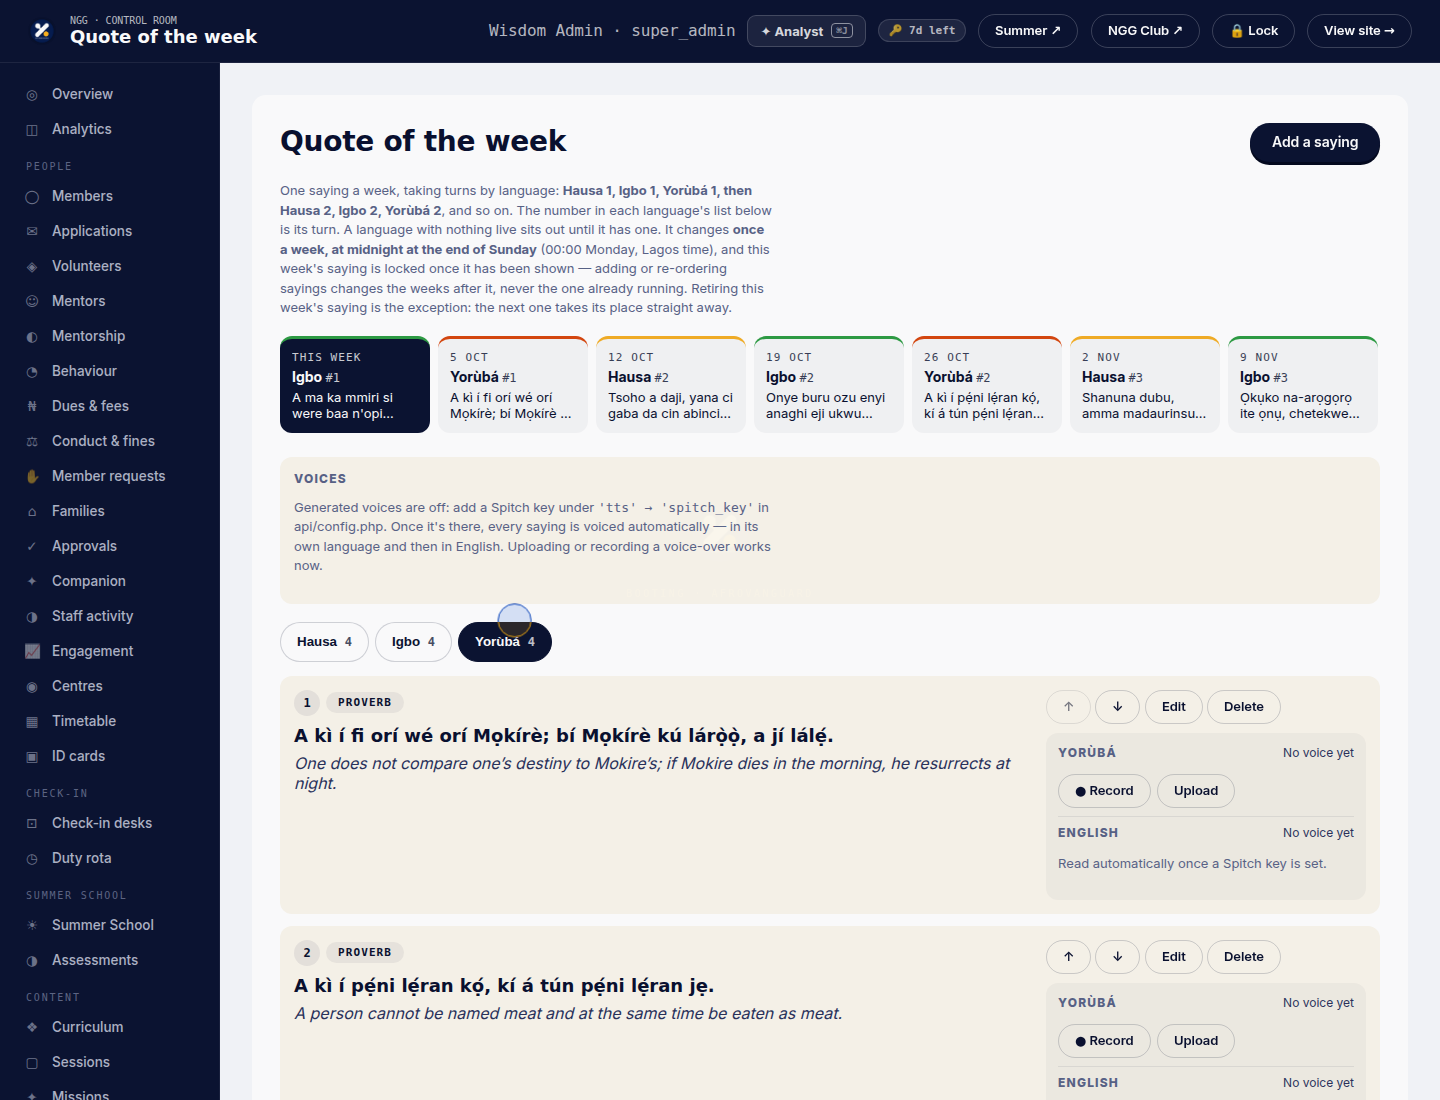 NGG · CONTROL ROOM
Quote of the week
Wisdom Admin · super_admin
✦ Analyst ⌘J
🔑 7d left
Summer ↗
NGG Club ↗
🔒 Lock
View site →
Overview
Analytics
PEOPLE
Members
Applications
Volunteers
Mentors
Mentorship
Behaviour
₦ Dues & fees
Conduct & fines
Member requests
Families
Approvals
Companion
Staff activity
Engagement
Centres
Timetable
ID cards
CHECK-IN
Check-in desks
Duty rota
SUMMER SCHOOL
Summer School
Assessments
CONTENT
Curriculum
Sessions
Missions
Quote of the week
Add a saying
One saying a week, taking turns by language: Hausa 1, Igbo 1, Yorùbá 1, then
Hausa 2, Igbo 2, Yorùbá 2, and so on. The number in each language's list below
is its turn. A language with nothing live sits out until it has one. It changes once
a week, at midnight at the end of Sunday (00:00 Monday, Lagos time), and this
week's saying is locked once it has been shown — adding or re-ordering
sayings changes the weeks after it, never the one already running. Retiring this
week's saying is the exception: the next one takes its place straight away.
THIS WEEK
Igbo #1
A ma ka mmiri si
were baa n'opi...
5 OCT
Yorùbá #1
A kì í fi orí wé orí
Mọkírè; bí Mọkírè ...
12 OCT
Hausa #2
Tsoho a daji, yana ci
gaba da cin abinci...
19 OCT
Igbo #2
Onye buru ozu enyi
anaghi eji ukwu...
26 OCT
Yorùbá #2
A kì í pẹ́ni lẹ́ran kọ́,
kí á tún pẹ́ni lẹ́ran...
2 NOV
Hausa #3
Shanuna dubu,
amma madaurinsu...
9 NOV
Igbo #3
Ọkụko na-arọgọrọ
ite ọnụ, chetekwe...
VOICES
Generated voices are off: add a Spitch key under 'tts' → 'spitch_key' in
api/config.php. Once it's there, every saying is voiced automatically — in its
own language and then in English. Uploading or recording a voice-over works
now.
Hausa 4
Igbo 4
Yorùbá 4
1 PROVERB
A kì í fi orí wé orí Mọkírè; bí Mọkírè kú lárọ̀ọ̀, a jí lálẹ́.
One does not compare one's destiny to Mokire's; if Mokire dies in the morning, he resurrects at
night.
↑ ↓ Edit Delete
YORÙBÁ No voice yet
● Record Upload
ENGLISH No voice yet
Read automatically once a Spitch key is set.
2 PROVERB
A kì í pẹ́ni lẹ́ran kọ́, kí á tún pẹ́ni lẹ́ran jẹ.
A person cannot be named meat and at the same time be eaten as meat.
↑ ↓ Edit Delete
YORÙBÁ No voice yet
● Record Upload
ENGLISH No voice yet